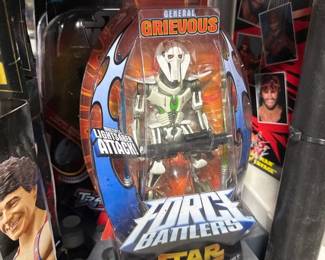 GENERAL
GRIEVOUS
LIGHTSABER
ATTACK!
FORCE
BATTLERS
STAR